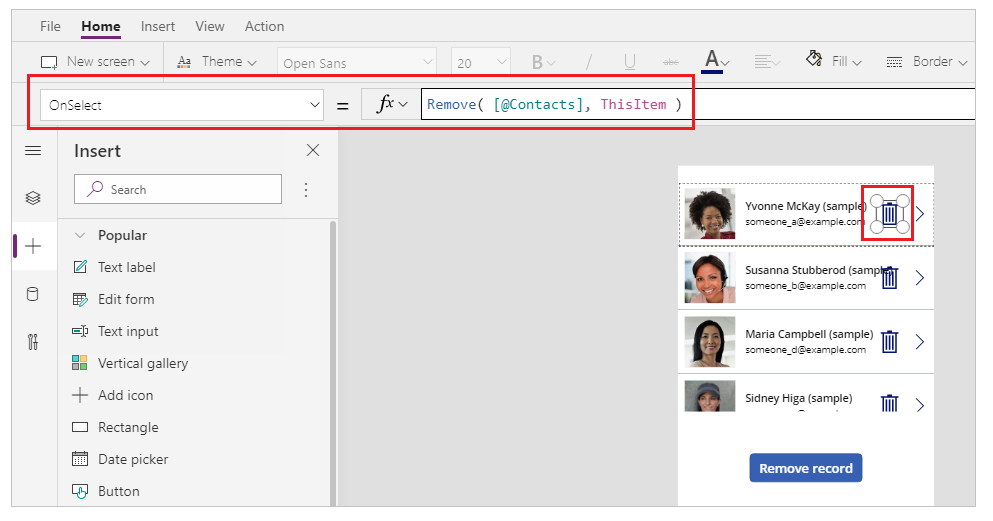 File Home Insert View Action
New screen Aa Theme Open Sans 20 B / U abc A Fill Border
OnSelect = fx Remove( [@Contacts], ThisItem )
Insert
Search
Popular
Text label
Edit form
Text input
Vertical gallery
Add icon
Rectangle
Date picker
Button
Yvonne McKay (sample)
someone_a@example.com
Susanna Stubberod (sample)
someone_b@example.com
Maria Campbell (sample)
someone_d@example.com
Sidney Higa (sample)
Remove record